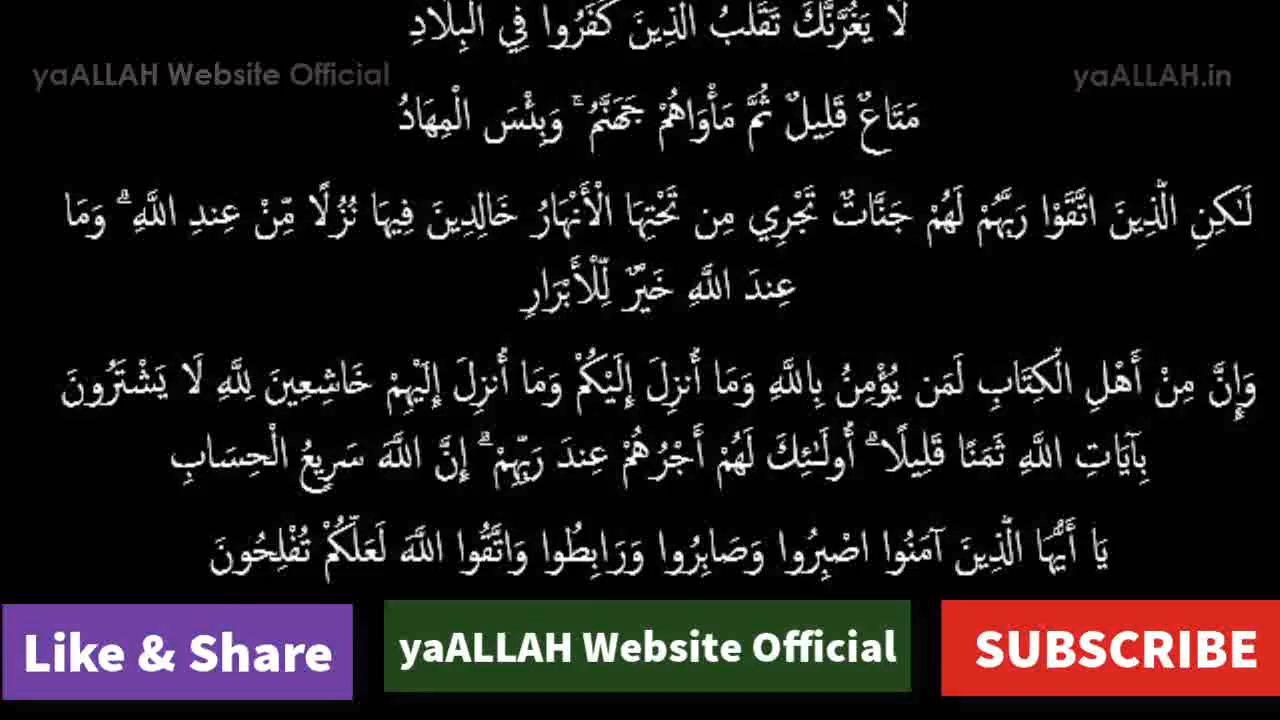 لَا يَغُرَّنَّكَ تَقَلُّبُ الَّذِينَ كَفَرُوا فِي الْبِلَادِ
yaALLAH Website Official
yaALLAH.in
مَتَاعٌ قَلِيلٌ ثُمَّ مَأْوَاهُمْ جَهَنَّمُ ۚ وَبِئْسَ الْمِهَادُ
لَـٰكِنِ الَّذِينَ اتَّقَوْا رَبَّهُمْ لَهُمْ جَنَّاتٌ تَجْرِي مِن تَحْتِهَا الْأَنْهَارُ خَالِدِينَ فِيهَا نُزُلًا مِّنْ عِندِ اللَّهِ ۗ وَمَا
عِندَ اللَّهِ خَيْرٌ لِّلْأَبْرَارِ
وَإِنَّ مِنْ أَهْلِ الْكِتَابِ لَمَن يُؤْمِنُ بِاللَّهِ وَمَا أُنزِلَ إِلَيْكُمْ وَمَا أُنزِلَ إِلَيْهِمْ خَاشِعِينَ لِلَّهِ لَا يَشْتَرُونَ
بِآيَاتِ اللَّهِ ثَمَنًا قَلِيلًا ۗ أُولَـٰئِكَ لَهُمْ أَجْرُهُمْ عِندَ رَبِّهِمْ ۗ إِنَّ اللَّهَ سَرِيعُ الْحِسَابِ
يَا أَيُّهَا الَّذِينَ آمَنُوا اصْبِرُوا وَصَابِرُوا وَرَابِطُوا وَاتَّقُوا اللَّهَ لَعَلَّكُمْ تُفْلِحُونَ
Like & Share
yaALLAH Website Official
SUBSCRIBE